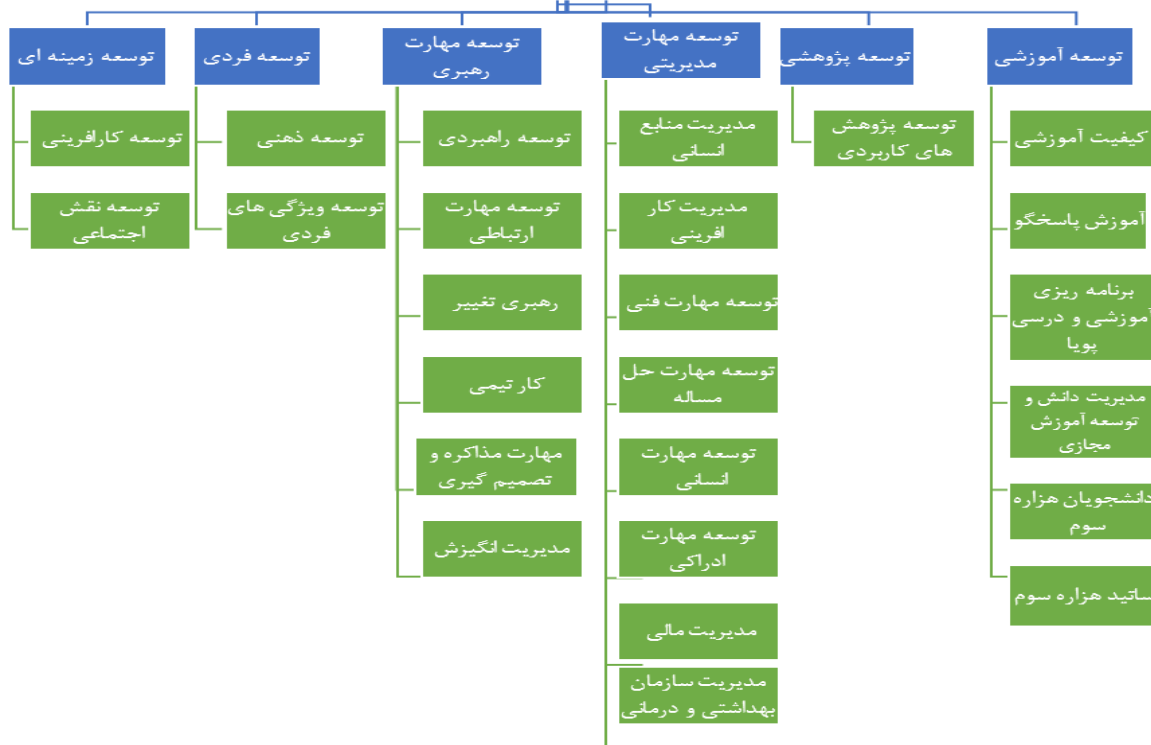 توسعه آموزشی
کیفیت آموزشی
آموزش پاسخگو
برنامه ریزی
آموزشی و درسی
پویا
مدیریت دانش و
توسعه آموزش
مجازی
دانشجویان هزاره
سوم
ساتید هزاره سوم
توسعه پژوهشی
توسعه پژوهش
های کاربردی
توسعه مهارت
مدیریتی
مدیریت منابع
انسانی
مدیریت کار
افرینی
توسعه مهارت فنی
توسعه مهارت حل
مساله
توسعه مهارت
انسانی
توسعه مهارت
ادراکی
مدیریت مالی
مدیریت سازمان
بهداشتی و درمانی
توسعه مهارت
رهبری
توسعه راهبردی
توسعه مهارت
ارتباطی
رهبری تغییر
کار تیمی
مهارت مذاکره و
تصمیم گیری
مدیریت انگیزش
توسعه فردی
توسعه ذهنی
توسعه ویژگی های
فردی
توسعه زمینه ای
توسعه کارافرینی
توسعه نقش
اجتماعی